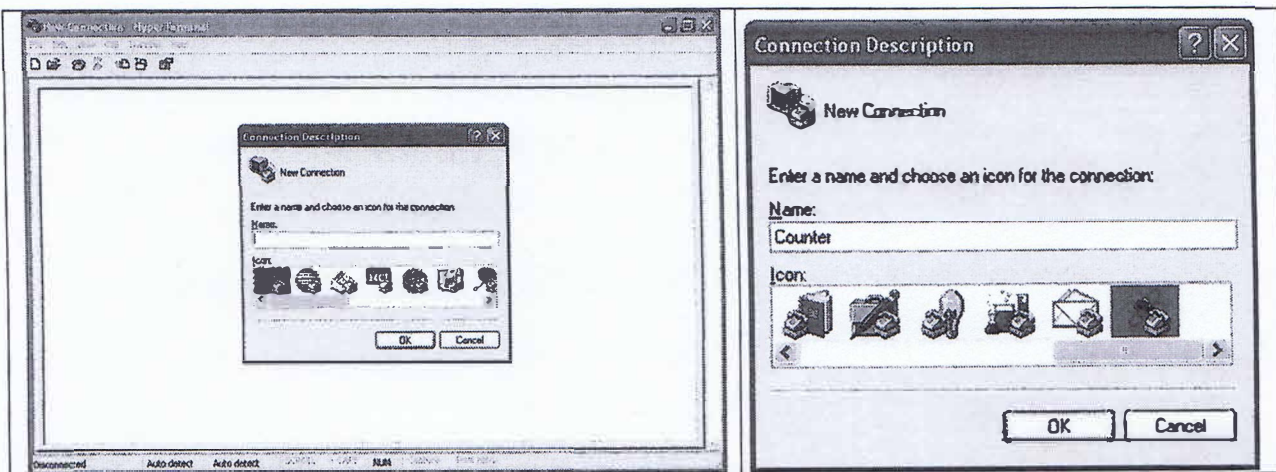 New Connection - HyperTerminal
Connection Description
New Connection
Enter a name and choose an icon for the connection:
Name:
Icon:
OK Cancel
Disconnected Auto detect Auto detect NUM
Connection Description
New Connection
Enter a name and choose an icon for the connection:
Name:
Counter
Icon:
OK Cancel